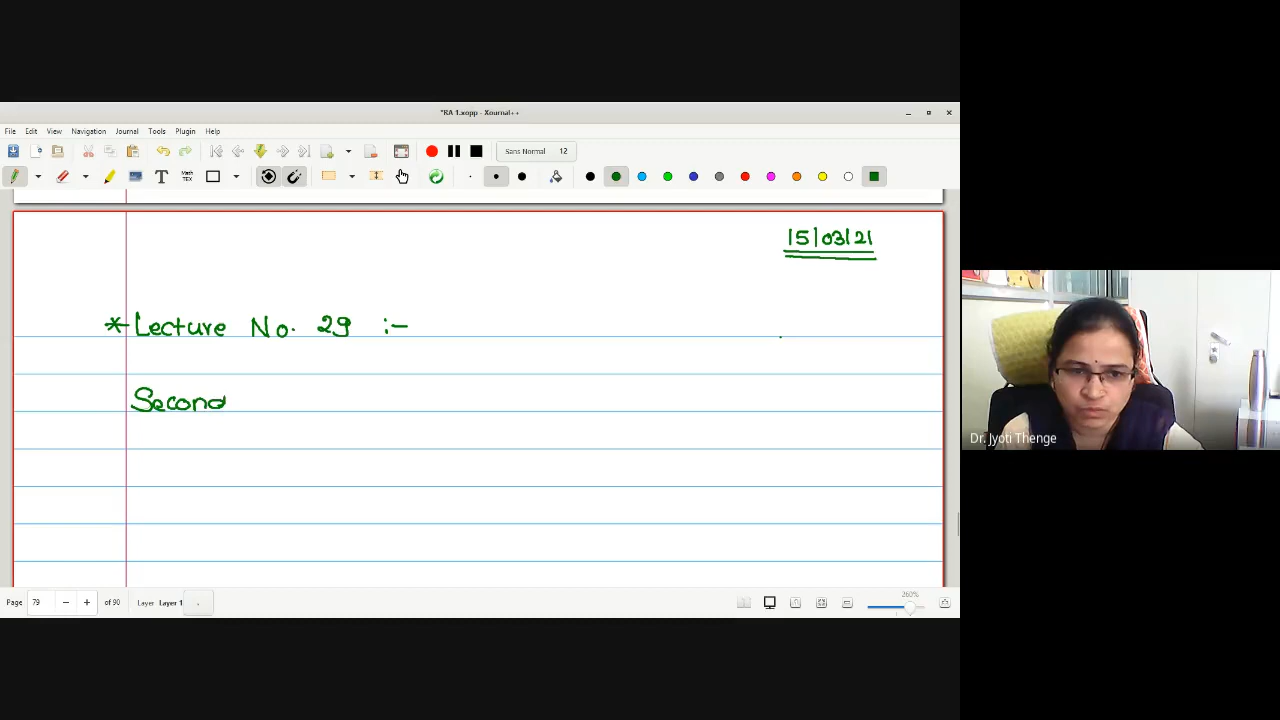 *RA 1.xopp - Xournal++
File Edit View Navigation Journal Tools Plugin Help
Sans Normal 12
15/03/21
* Lecture No. 29 :-
Second
Dr. Jyoti Thenge
Page 79 of 90 Layer Layer 1
260%